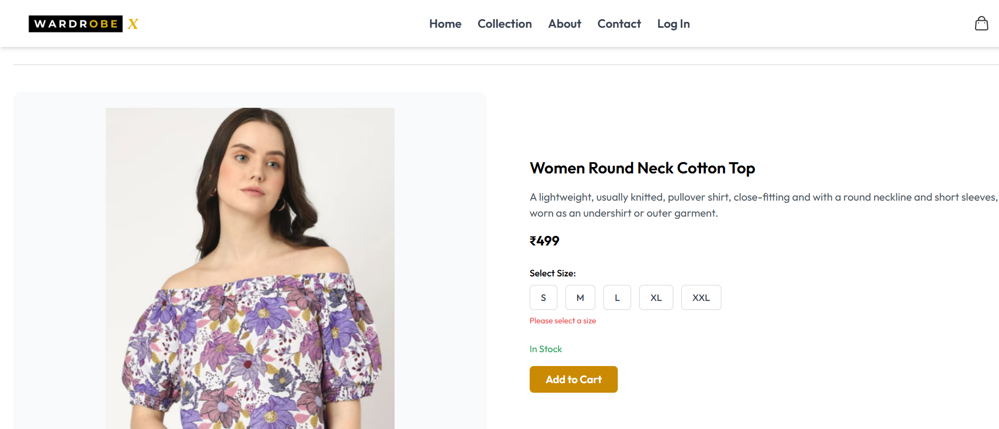 WARDROBE X
Home Collection About Contact Log In
Women Round Neck Cotton Top
A lightweight, usually knitted, pullover shirt, close-fitting and with a round neckline and short sleeves,
worn as an undershirt or outer garment.
₹499
Select Size:
S M L XL XXL
Please select a size
In Stock
Add to Cart